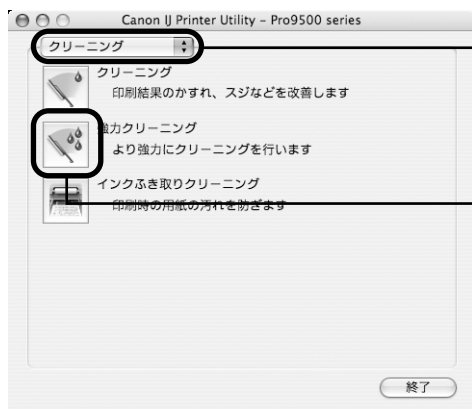 Canon IJ Printer Utility – Pro9500 series
クリーニング
クリーニング
印刷結果のかすれ、スジなどを改善します
強力クリーニング
より強力にクリーニングを行います
インクふき取りクリーニング
印刷時の用紙の汚れを防ぎます
終了